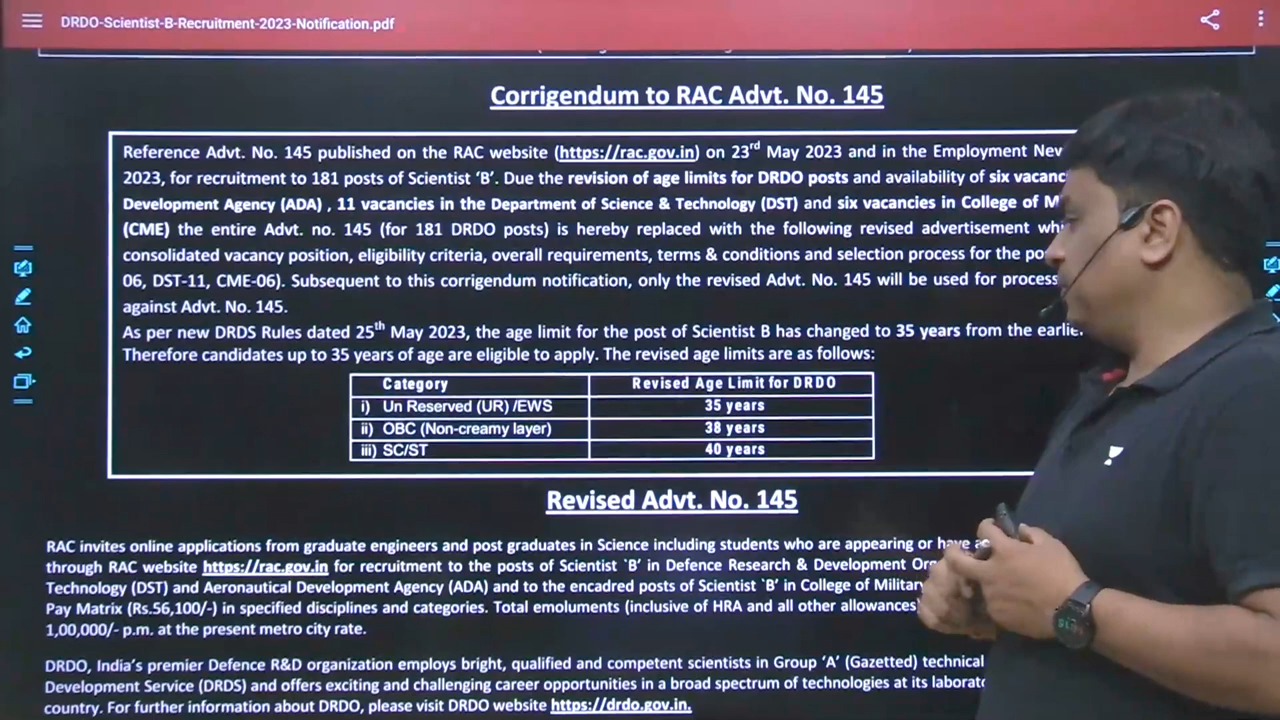 DRDO-Scientist-B-Recruitment-2023-Notification.pdf
Corrigendum to RAC Advt. No. 145
Reference Advt. No. 145 published on the RAC website (https://rac.gov.in) on 23rd May 2023 and in the Employment
2023, for recruitment to 181 posts of Scientist ‘B’. Due the revision of age limits for DRDO posts and availability of six
Development Agency (ADA) , 11 vacancies in the Department of Science & Technology (DST) and six vacancies in College of
(CME) the entire Advt. no. 145 (for 181 DRDO posts) is hereby replaced with the following revised advertisement
consolidated vacancy position, eligibility criteria, overall requirements, terms & conditions and selection process for the
06, DST-11, CME-06). Subsequent to this corrigendum notification, only the revised Advt. No. 145 will be used for
against Advt. No. 145.
As per new DRDS Rules dated 25th May 2023, the age limit for the post of Scientist B has changed to 35 years from the
Therefore candidates up to 35 years of age are eligible to apply. The revised age limits are as follows:
Category Revised Age Limit for DRDO
i) Un Reserved (UR) /EWS 35 years
ii) OBC (Non-creamy layer) 38 years
iii) SC/ST 40 years
Revised Advt. No. 145
RAC invites online applications from graduate engineers and post graduates in Science including students who are appearing or have
through RAC website https://rac.gov.in for recruitment to the posts of Scientist `B’ in Defence Research & Development
Technology (DST) and Aeronautical Development Agency (ADA) and to the encadred posts of Scientist `B’ in College of Military
Pay Matrix (Rs.56,100/-) in specified disciplines and categories. Total emoluments (inclusive of HRA and all other allowances)
1,00,000/- p.m. at the present metro city rate.
DRDO, India’s premier Defence R&D organization employs bright, qualified and competent scientists in Group ‘A’ (Gazetted) technical
Development Service (DRDS) and offers exciting and challenging career opportunities in a broad spectrum of technologies at its
country. For further information about DRDO, please visit DRDO website https://drdo.gov.in.